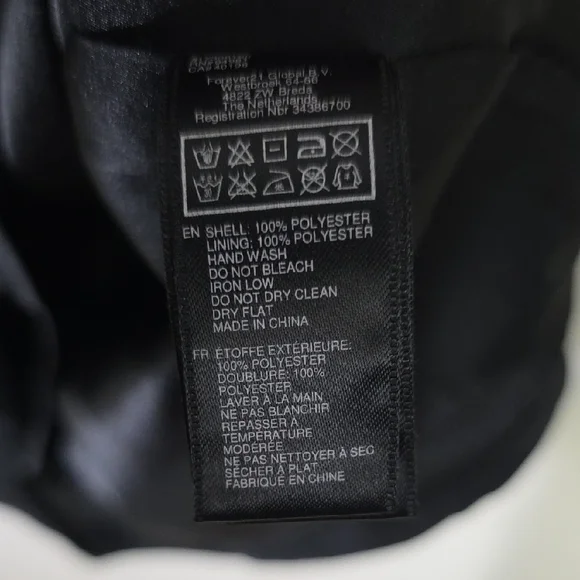 Forever21 Global B.V.
Westbroek 64-66
4822 ZW Breda
The Netherlands
Registration Nbr 34386700
EN SHELL: 100% POLYESTER
LINING: 100% POLYESTER
HAND WASH
DO NOT BLEACH
IRON LOW
DO NOT DRY CLEAN
DRY FLAT
MADE IN CHINA
FR ÉTOFFE EXTÉRIEURE:
100% POLYESTER
DOUBLURE: 100%
POLYESTER
LAVER À LA MAIN
NE PAS BLANCHIR
REPASSER À
TEMPÉRATURE
MODÉRÉE
NE PAS NETTOYER À SEC
SÉCHER À PLAT
FABRIQUÉ EN CHINE